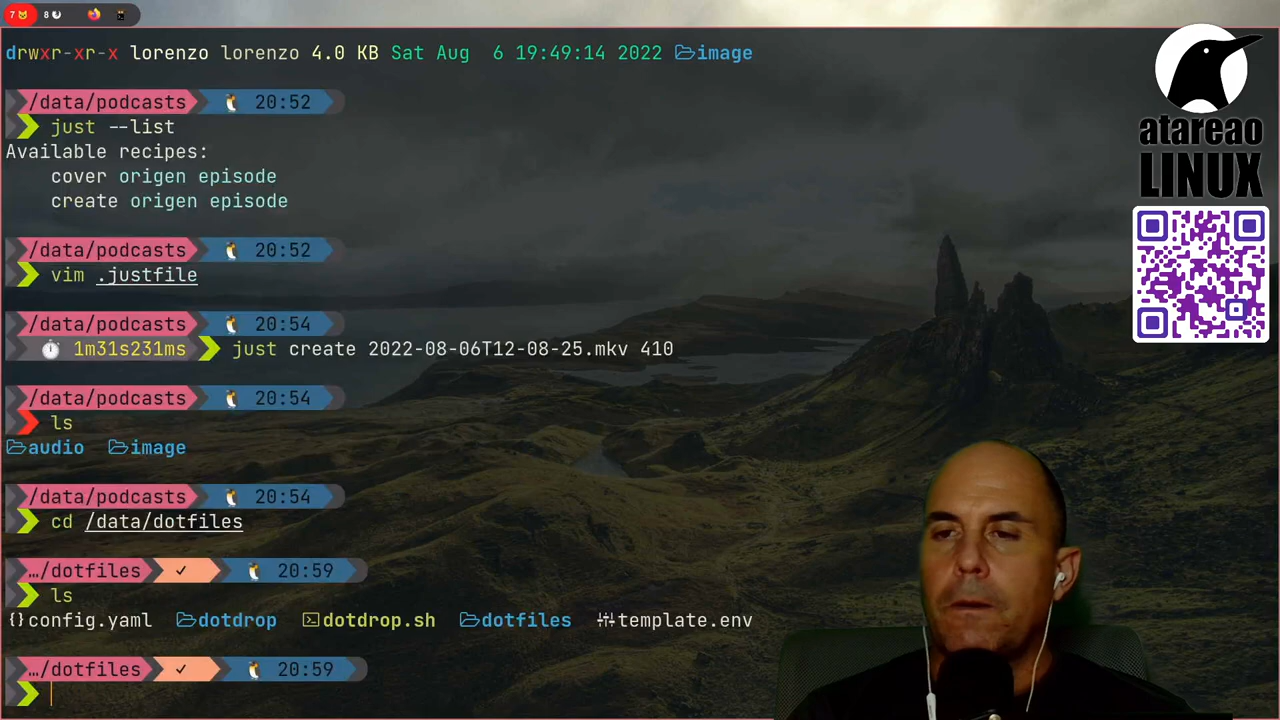 7 8
drwxr-xr-x lorenzo lorenzo 4.0 KB Sat Aug  6 19:49:14 2022 image
/data/podcasts 20:52
just --list
Available recipes:
cover origen episode
create origen episode
/data/podcasts 20:52
vim .justfile
/data/podcasts 20:54
1m31s231ms just create 2022-08-06T12-08-25.mkv 410
/data/podcasts 20:54
ls
audio image
/data/podcasts 20:54
cd /data/dotfiles
…/dotfiles ✓ 20:59
ls
{}config.yaml dotdrop dotdrop.sh dotfiles template.env
…/dotfiles ✓ 20:59
atareao
LINUX